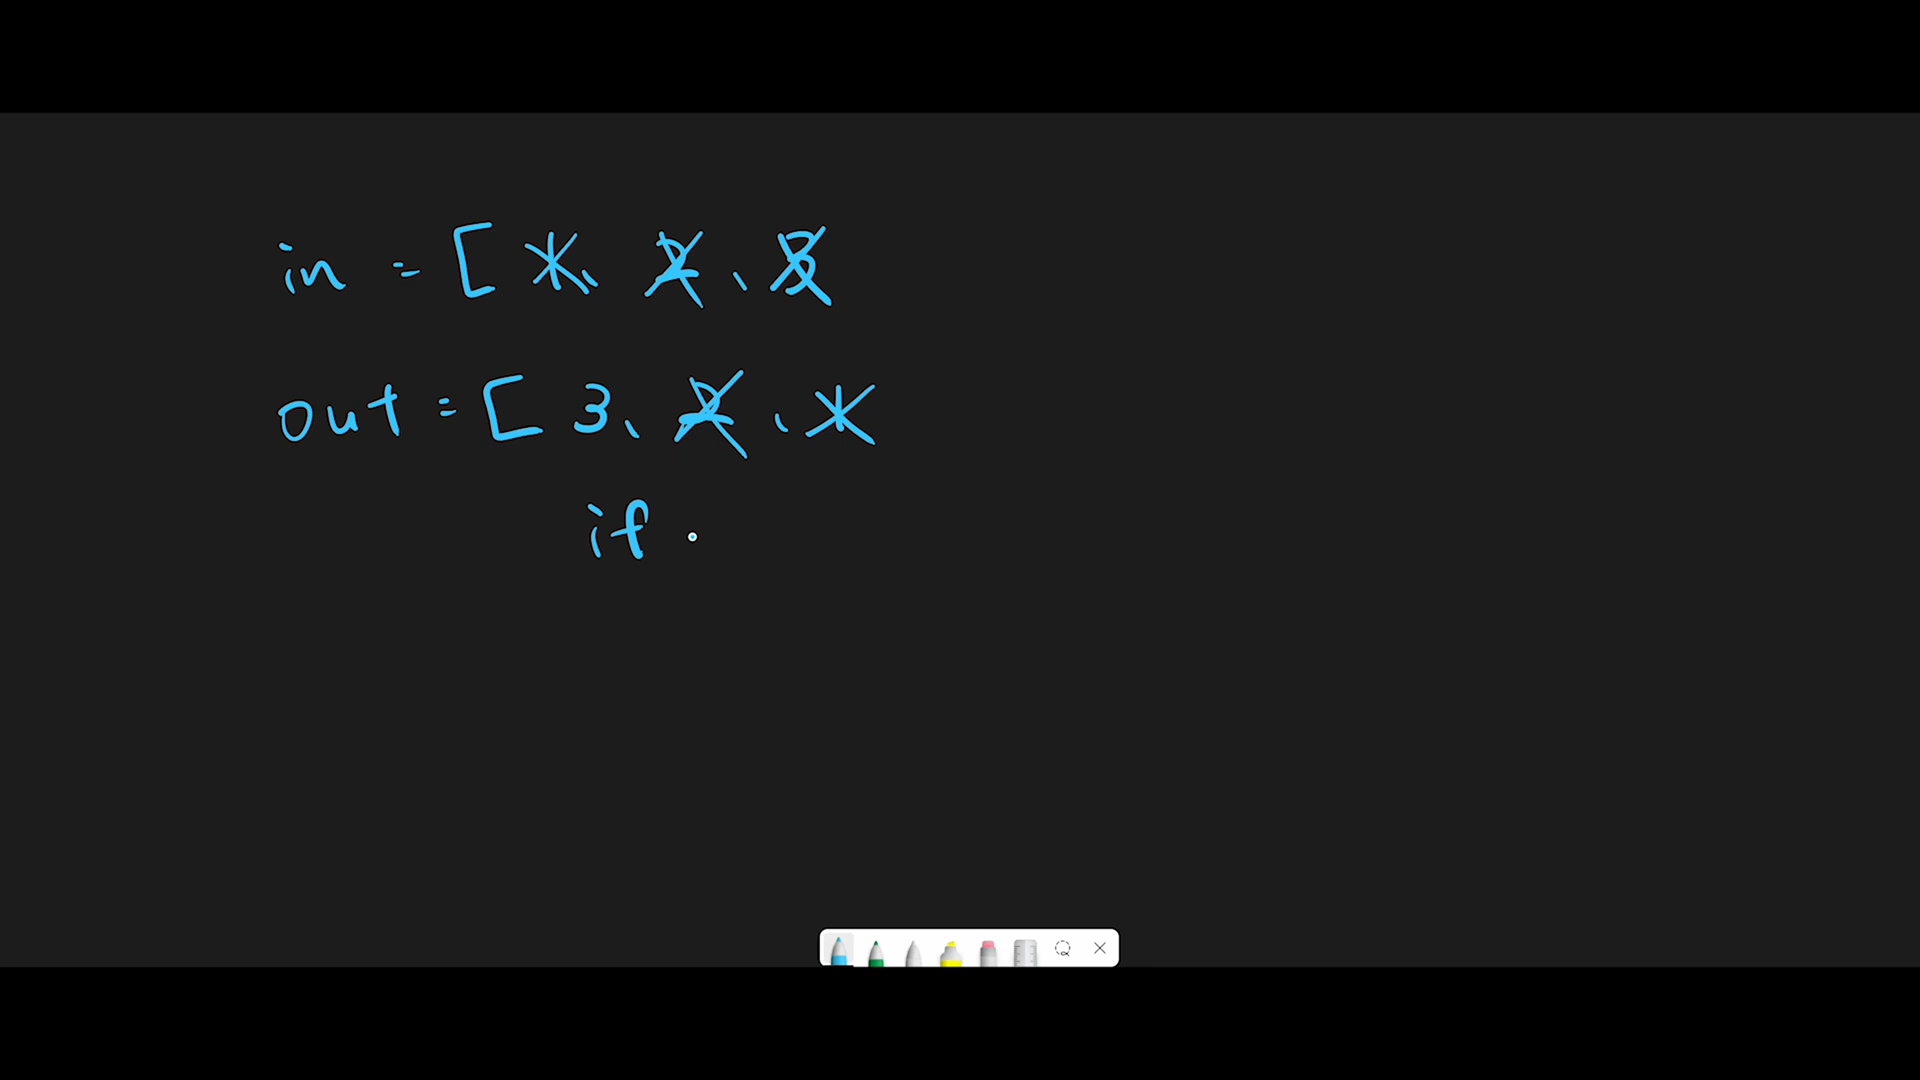 in = [ 1, 2, 3
out = [ 3, 2, 1
if